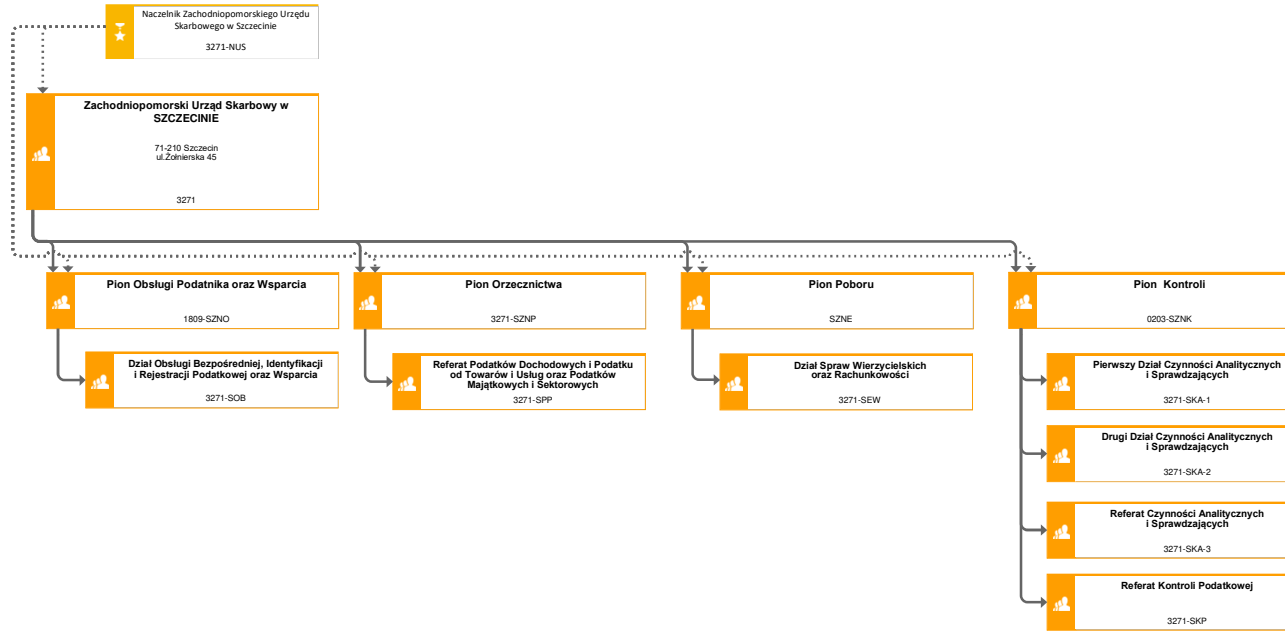 Naczelnik Zachodniopomorskiego Urzędu
Skarbowego w Szczecinie
3271-NUS
Zachodniopomorski Urząd Skarbowy w
SZCZECINIE
71-210 Szczecin
ul.Żołnierska 45
3271
Pion Obsługi Podatnika oraz Wsparcia
1809-SZNO
Pion Orzecznictwa
3271-SZNP
Pion Poboru
SZNE
Pion Kontroli
0203-SZNK
Dział Obsługi Bezpośredniej, Identyfikacji
i Rejestracji Podatkowej oraz Wsparcia
3271-SOB
Referat Podatków Dochodowych i Podatku
od Towarów i Usług oraz Podatków
Majątkowych i Sektorowych
3271-SPP
Dział Spraw Wierzycielskich
oraz Rachunkowości
3271-SEW
Pierwszy Dział Czynności Analitycznych
i Sprawdzających
3271-SKA-1
Drugi Dział Czynności Analitycznych
i Sprawdzających
3271-SKA-2
Referat Czynności Analitycznych
i Sprawdzających
3271-SKA-3
Referat Kontroli Podatkowej
3271-SKP